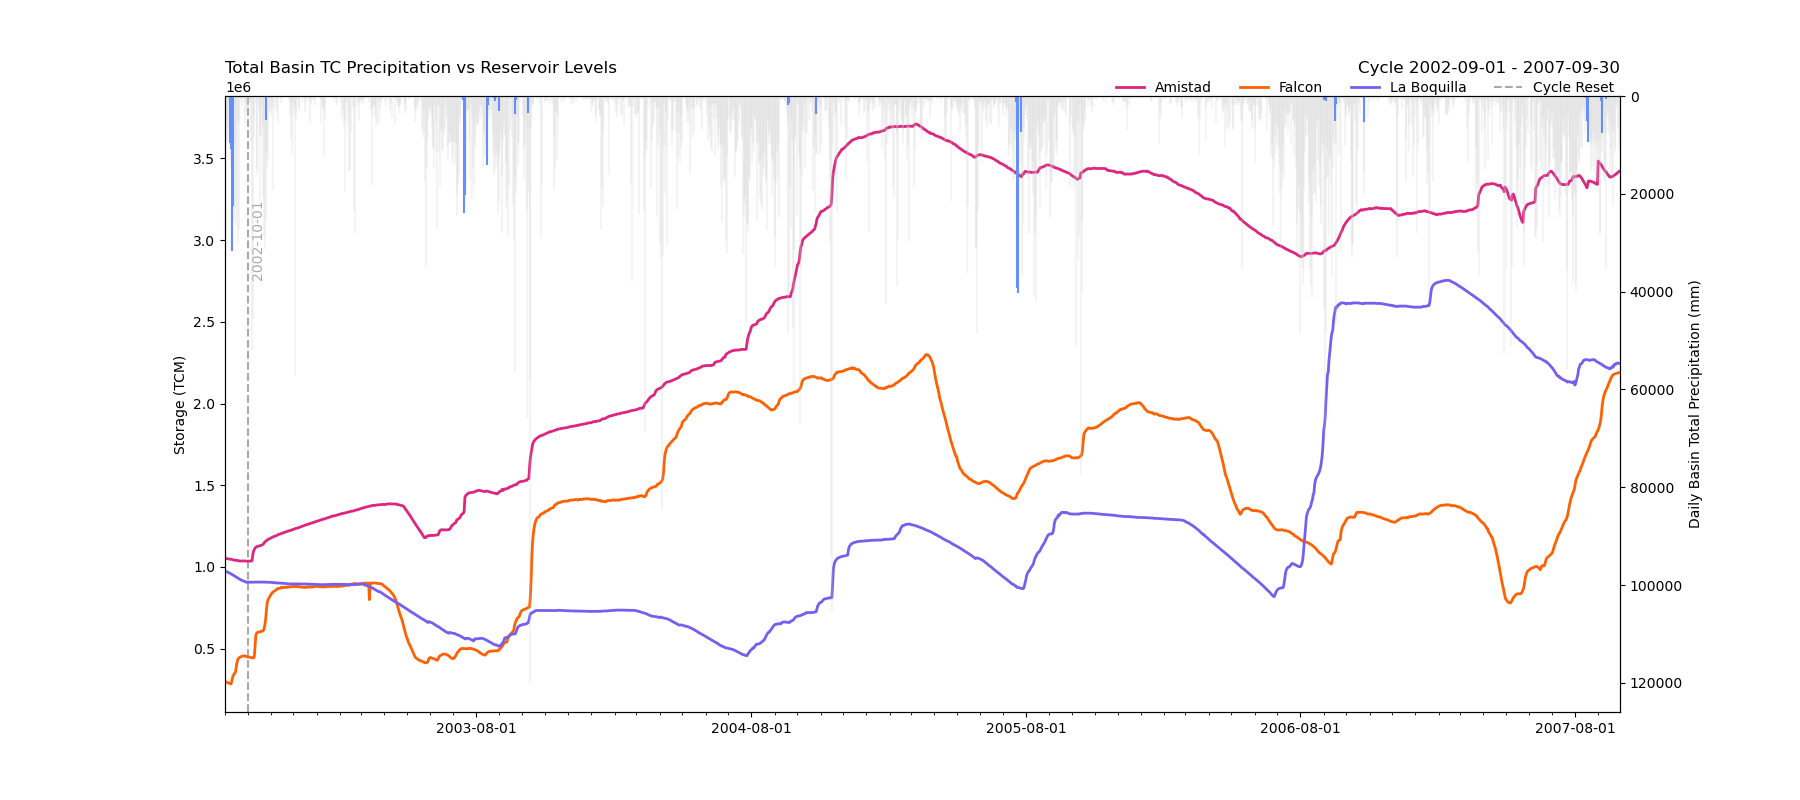 Total Basin TC Precipitation vs Reservoir Levels
Cycle 2002-09-01 - 2007-09-30
1e6
Amistad
Falcon
La Boquilla
Cycle Reset
3.5
3.0
2.5
2.0
1.5
1.0
0.5
Storage (TCM)
2002-10-01
0
20000
40000
60000
80000
100000
120000
Daily Basin Total Precipitation (mm)
2003-08-01
2004-08-01
2005-08-01
2006-08-01
2007-08-01